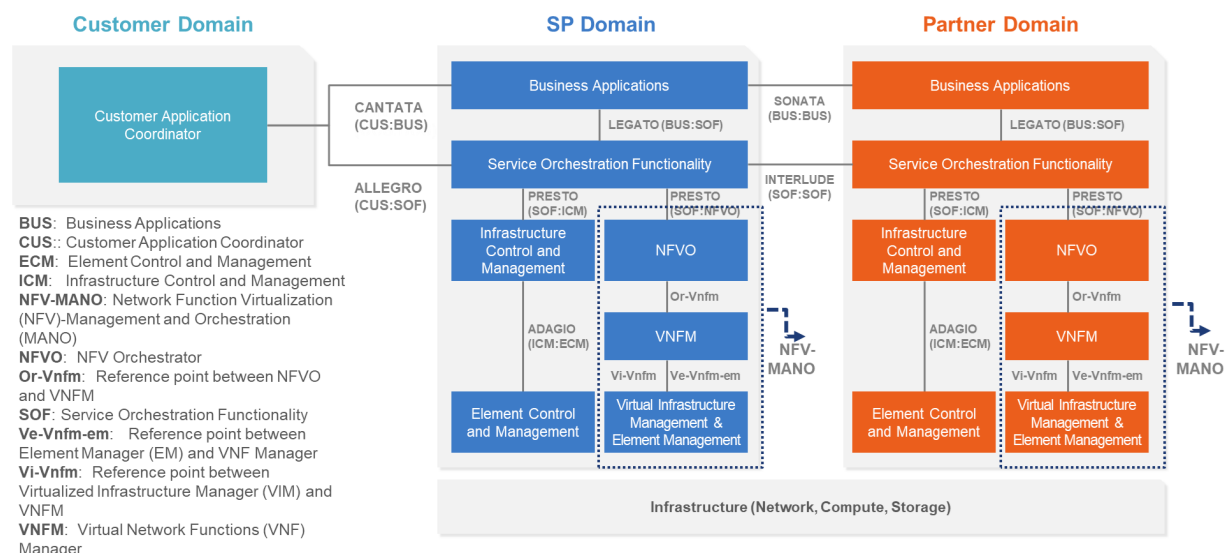 Customer Domain
SP Domain
Partner Domain
Customer Application
Coordinator
CANTATA
(CUS:BUS)
ALLEGRO
(CUS:SOF)
Business Applications
LEGATO (BUS:SOF)
Service Orchestration Functionality
PRESTO
(SOF:ICM)
PRESTO
(SOF:NFVO)
Infrastructure
Control and
Management
NFVO
Or-Vnfm
ADAGIO
(ICM:ECM)
VNFM
Vi-Vnfm
Ve-Vnfm-em
Element Control
and Management
Virtual Infrastructure
Management &
Element Management
NFV-
MANO
SONATA
(BUS:BUS)
INTERLUDE
(SOF:SOF)
Business Applications
LEGATO (BUS:SOF)
Service Orchestration Functionality
PRESTO
(SOF:ICM)
PRESTO
(SOF:NFVO)
Infrastructure
Control and
Management
NFVO
Or-Vnfm
ADAGIO
(ICM:ECM)
VNFM
Vi-Vnfm
Ve-Vnfm-em
Element Control
and Management
Virtual Infrastructure
Management &
Element Management
NFV-
MANO
BUS: Business Applications
CUS:: Customer Application Coordinator
ECM: Element Control and Management
ICM: Infrastructure Control and Management
NFV-MANO: Network Function Virtualization
(NFV)-Management and Orchestration
(MANO)
NFVO: NFV Orchestrator
Or-Vnfm: Reference point between NFVO
and VNFM
SOF: Service Orchestration Functionality
Ve-Vnfm-em: Reference point between
Element Manager (EM) and VNF Manager
Vi-Vnfm: Reference point between
Virtualized Infrastructure Manager (VIM) and
VNFM
VNFM: Virtual Network Functions (VNF)
Manager
Infrastructure (Network, Compute, Storage)